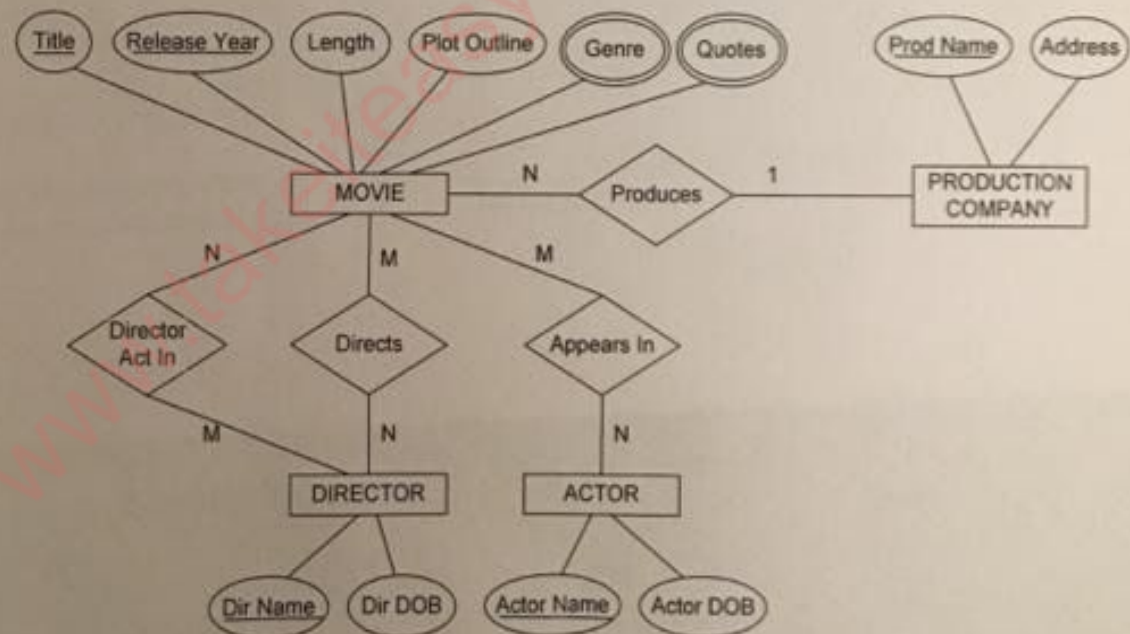 Title Release Year Length Plot Outline Genre Quotes Prod Name Address
MOVIE N Produces 1 PRODUCTION
COMPANY
N M M
Director
Act In
Directs Appears In
M N N
DIRECTOR ACTOR
Dir Name Dir DOB Actor Name Actor DOB